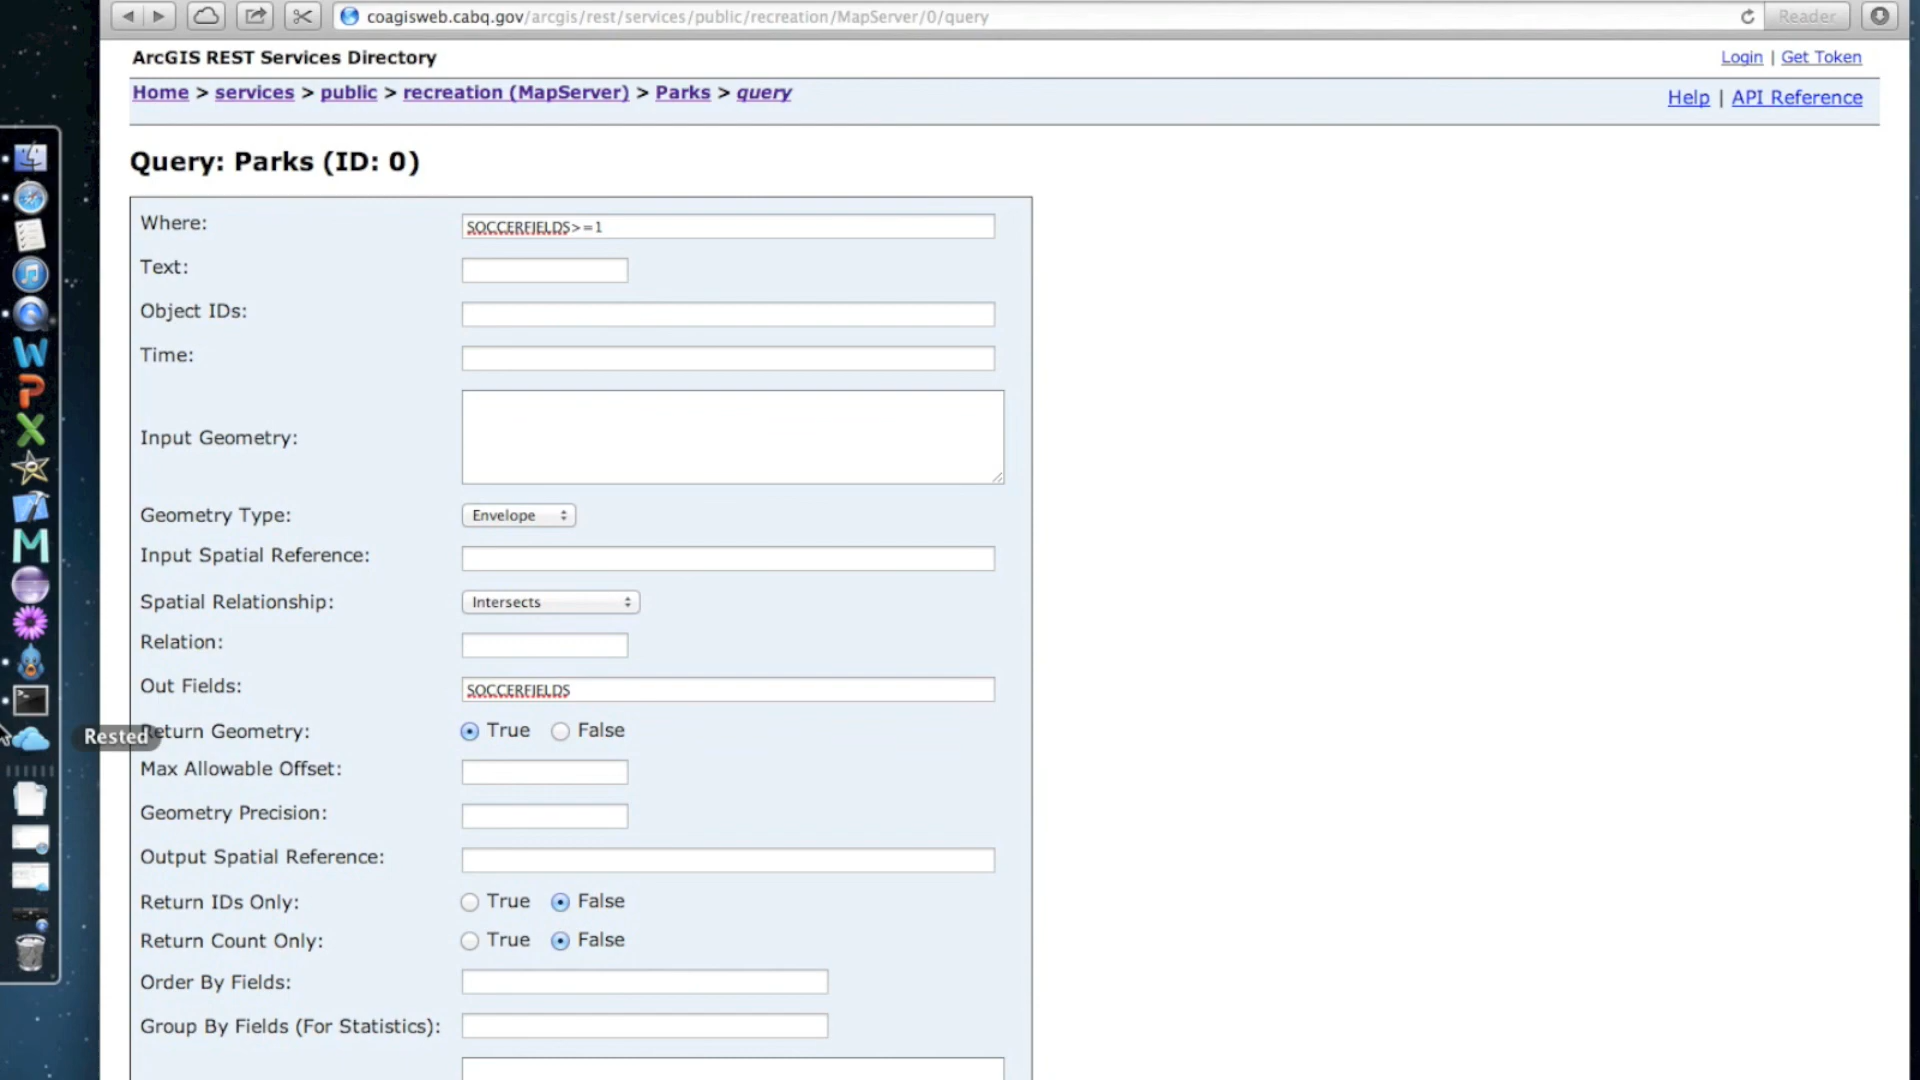 coagisweb.cabq.gov/arcgis/rest/services/public/recreation/MapServer/0/query
Reader
ArcGIS REST Services Directory
Login | Get Token
Home > services > public > recreation (MapServer) > Parks > query
Help | API Reference
Query: Parks (ID: 0)
Where: SOCCERFIELDS>=1
Text:
Object IDs:
Time:
Input Geometry:
Geometry Type: Envelope
Input Spatial Reference:
Spatial Relationship: Intersects
Relation:
Out Fields: SOCCERFIELDS
Rested
Return Geometry: True False
Max Allowable Offset:
Geometry Precision:
Output Spatial Reference:
Return IDs Only: True False
Return Count Only: True False
Order By Fields:
Group By Fields (For Statistics):